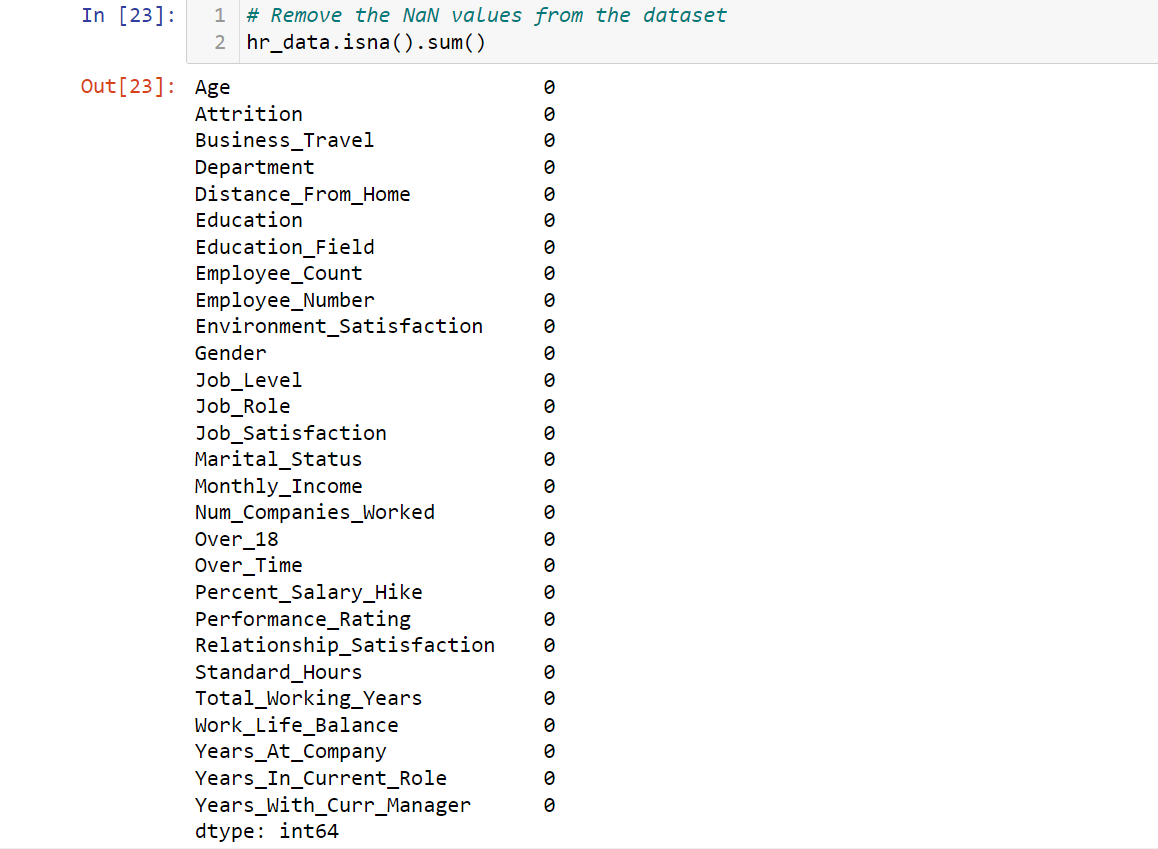 In [23]: 1 # Remove the NaN values from the dataset
2 hr_data.isna().sum()
Out[23]: Age 0
Attrition 0
Business_Travel 0
Department 0
Distance_From_Home 0
Education 0
Education_Field 0
Employee_Count 0
Employee_Number 0
Environment_Satisfaction 0
Gender 0
Job_Level 0
Job_Role 0
Job_Satisfaction 0
Marital_Status 0
Monthly_Income 0
Num_Companies_Worked 0
Over_18 0
Over_Time 0
Percent_Salary_Hike 0
Performance_Rating 0
Relationship_Satisfaction 0
Standard_Hours 0
Total_Working_Years 0
Work_Life_Balance 0
Years_At_Company 0
Years_In_Current_Role 0
Years_With_Curr_Manager 0
dtype: int64